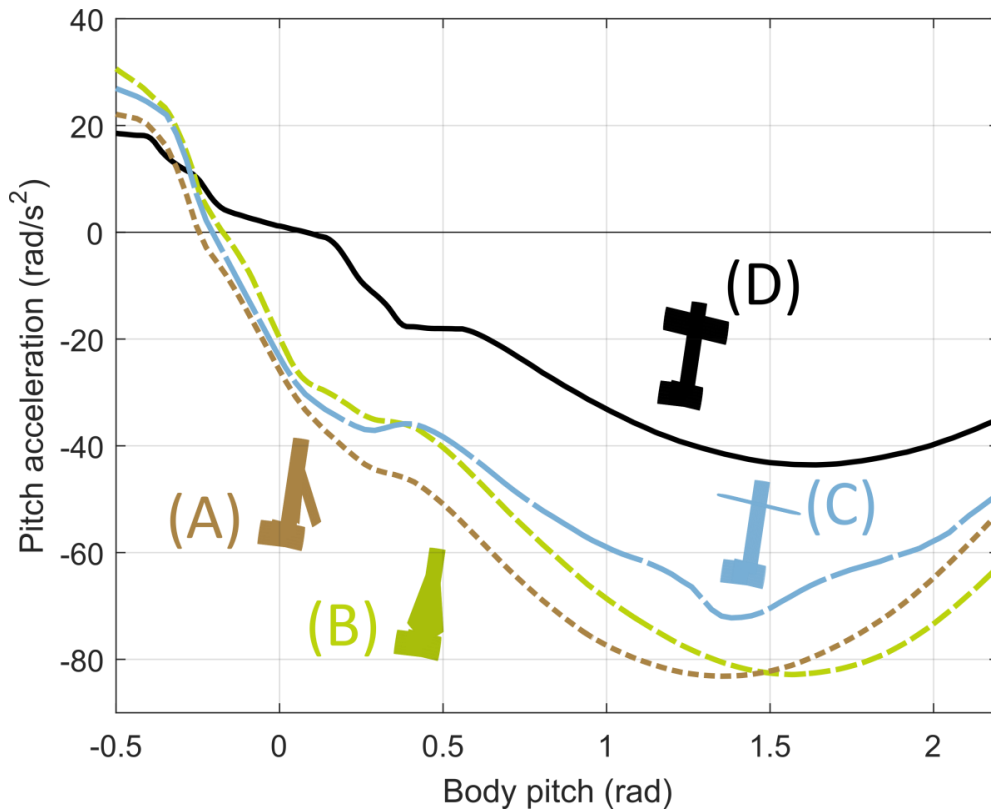 40
20
0
-20
-40
-60
-80
Pitch acceleration (rad/s²)
(D)
(A)
(C)
(B)
-0.5 0 0.5 1 1.5 2
Body pitch (rad)